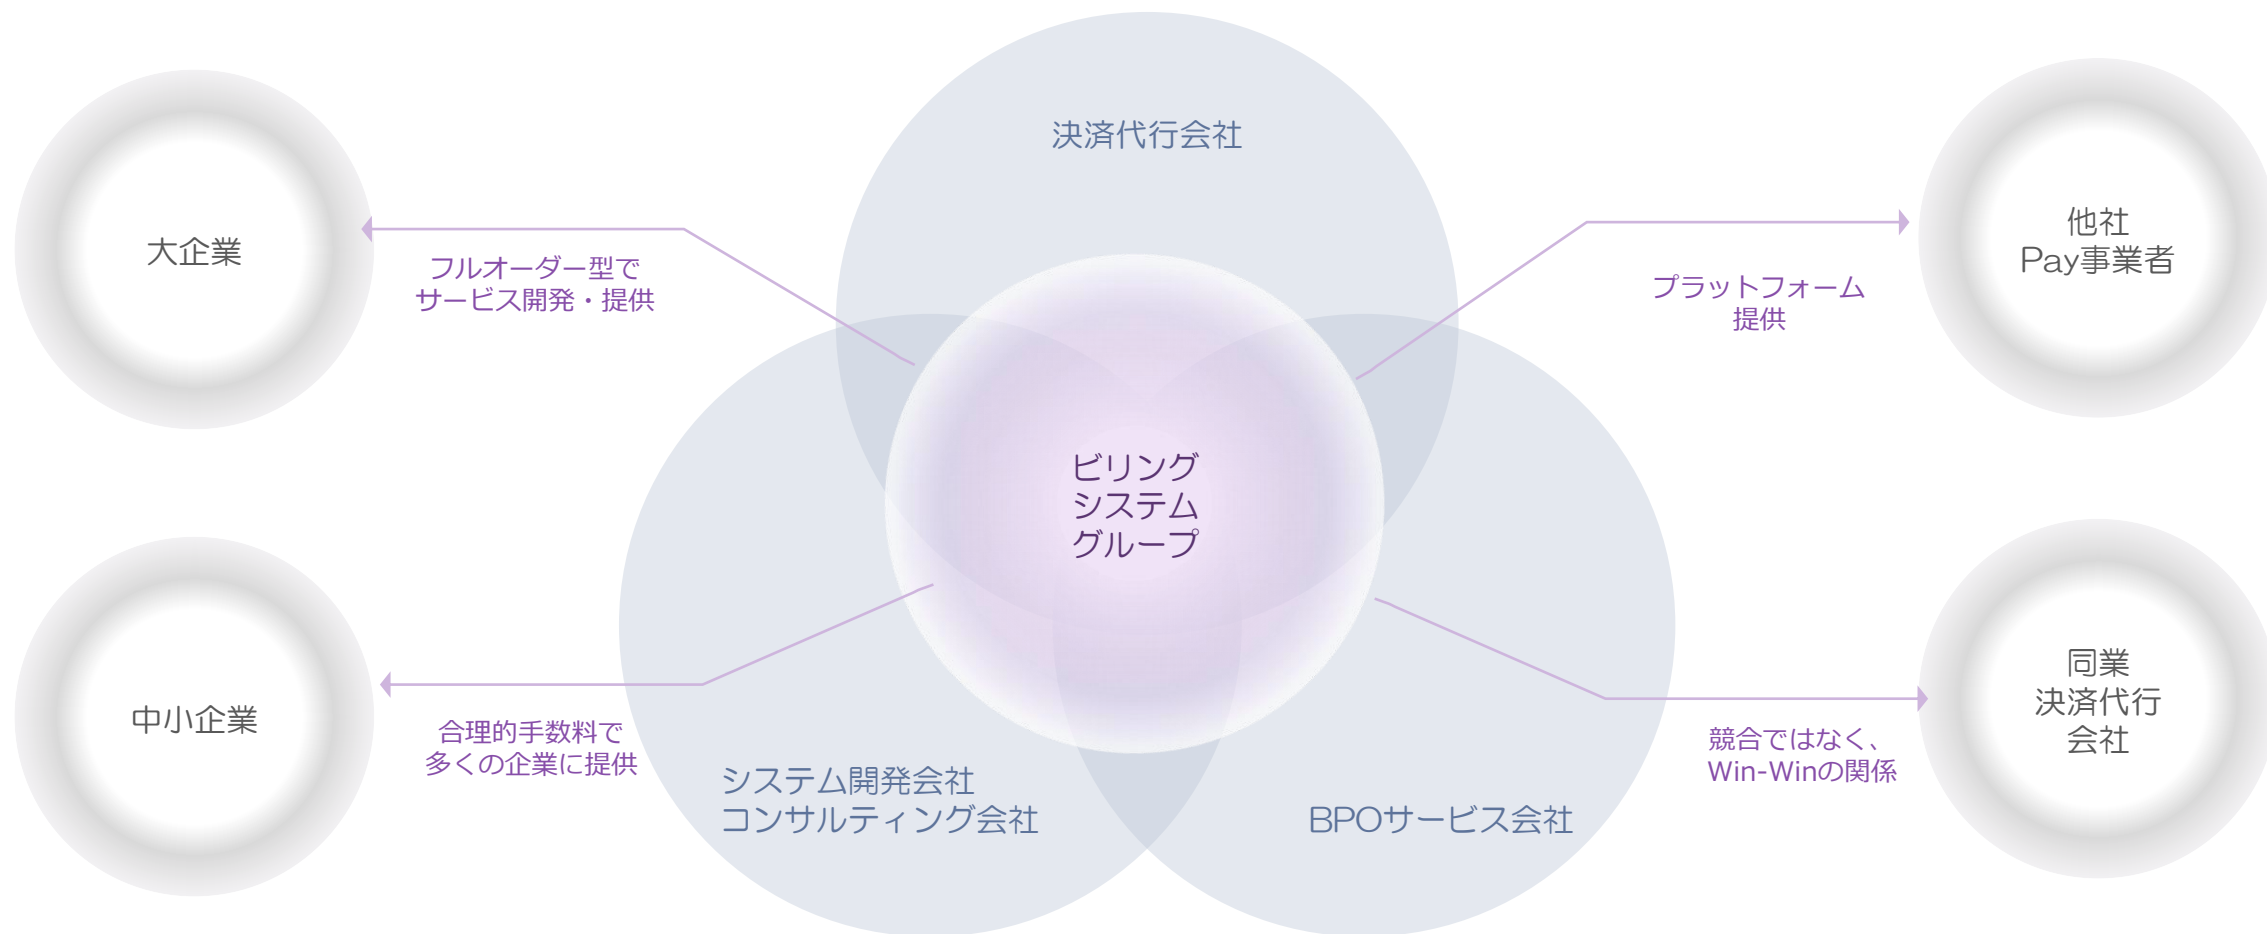 決済代行会社
大企業
フルオーダー型で
サービス開発・提供
他社
Pay事業者
プラットフォーム
提供
ビリング
システム
グループ
中小企業
合理的手数料で
多くの企業に提供
同業
決済代行
会社
競合ではなく、
Win-Winの関係
システム開発会社
コンサルティング会社
BPOサービス会社